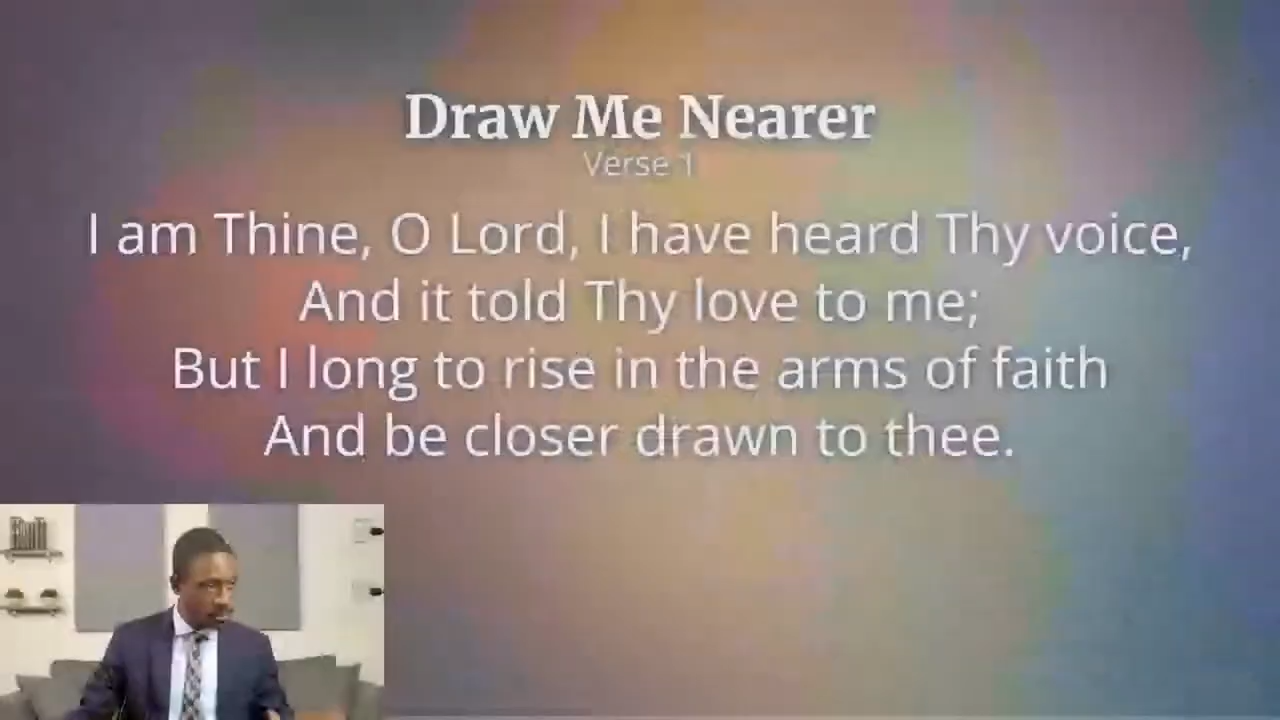 Draw Me Nearer
Verse 1
I am Thine, O Lord, I have heard Thy voice,
And it told Thy love to me;
But I long to rise in the arms of faith
And be closer drawn to thee.